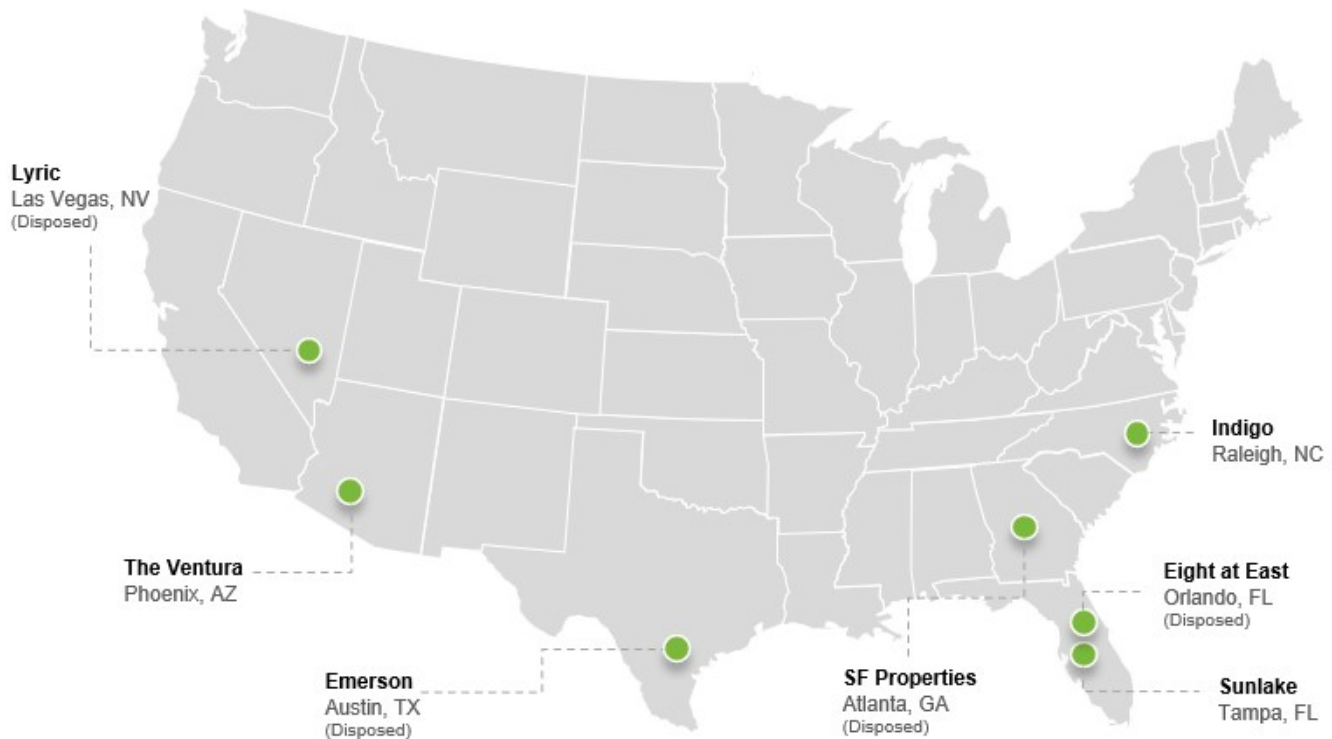 Lyric
Las Vegas, NV
(Disposed)
Indigo
Raleigh, NC
The Ventura
Phoenix, AZ
Eight at East
Orlando, FL
(Disposed)
Emerson
Austin, TX
(Disposed)
SF Properties
Atlanta, GA
(Disposed)
Sunlake
Tampa, FL